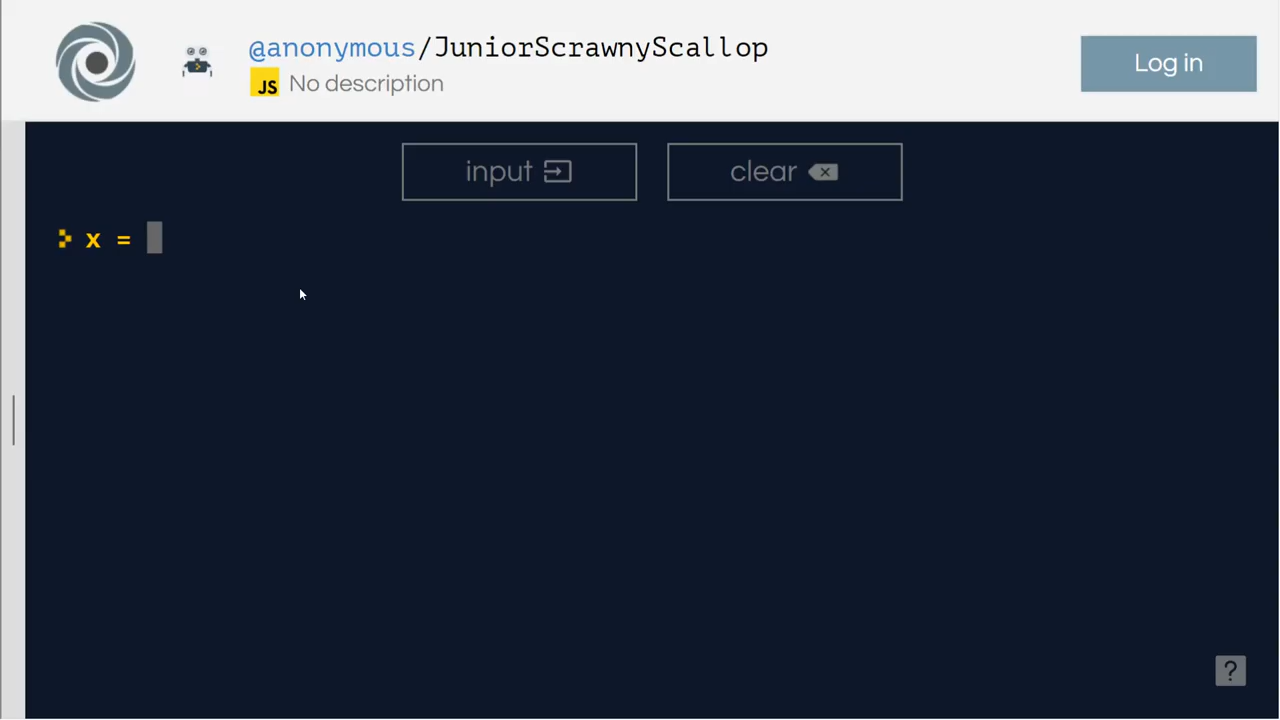 @anonymous/JuniorScrawnyScallop
JS No description
Log in
input
clear
x =
?